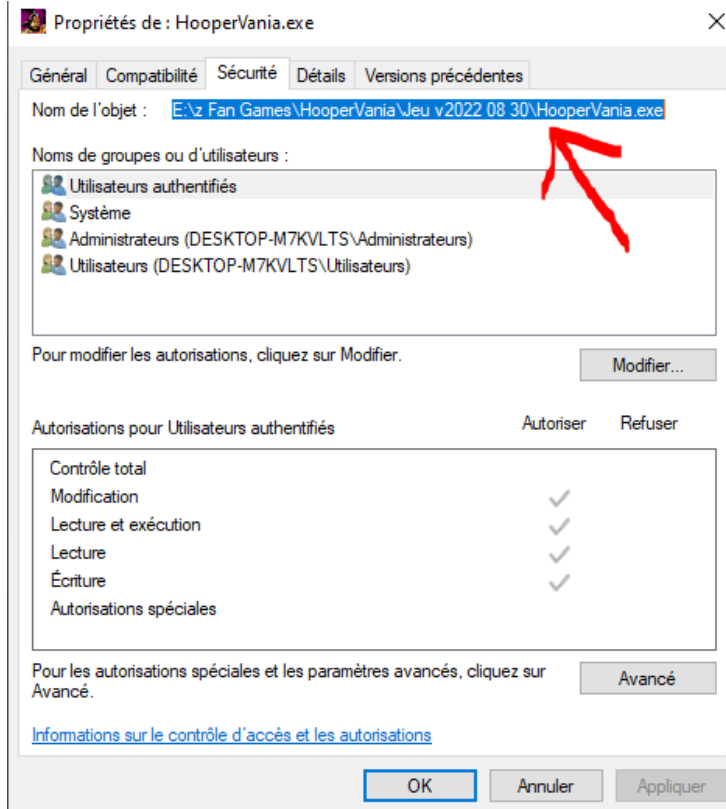 Propriétés de : HooperVania.exe
Général Compatibilité Sécurité Détails Versions précédentes
Nom de l'objet : E:\z Fan Games\HooperVania\Jeu v2022 08 30\HooperVania.exe
Noms de groupes ou d'utilisateurs :
Utilisateurs authentifiés
Système
Administrateurs (DESKTOP-M7KVLTS\Administrateurs)
Utilisateurs (DESKTOP-M7KVLTS\Utilisateurs)
Pour modifier les autorisations, cliquez sur Modifier.
Modifier...
Autorisations pour Utilisateurs authentifiés Autoriser Refuser
Contrôle total
Modification
Lecture et exécution
Lecture
Écriture
Autorisations spéciales
Pour les autorisations spéciales et les paramètres avancés, cliquez sur
Avancé.
Avancé
Informations sur le contrôle d'accès et les autorisations
OK Annuler Appliquer